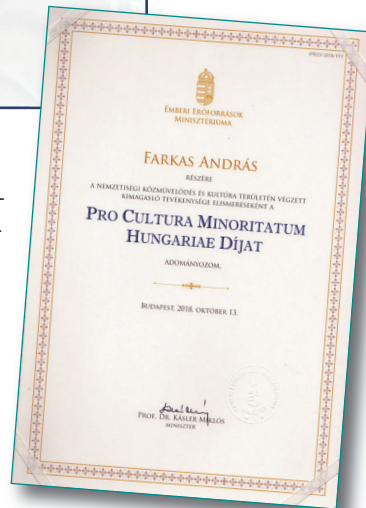 EMBERI ERŐFORRÁSOK
MINISZTÉRIUMA
FARKAS ANDRÁS
RÉSZÉRE
A NEMZETISÉGI KÖZMŰVELŐDÉS ÉS KULTÚRA TERÜLETÉN VÉGZETT
KIMAGASLÓ TEVÉKENYSÉGE ELISMERÉSEKÉNT A
PRO CULTURA MINORITATUM
HUNGARIAE DÍJAT
ADOMÁNYOZOM.
BUDAPEST, 2018. OKTÓBER 13.
PROF. DR. KÁSLER MIKLÓS
MINISZTER